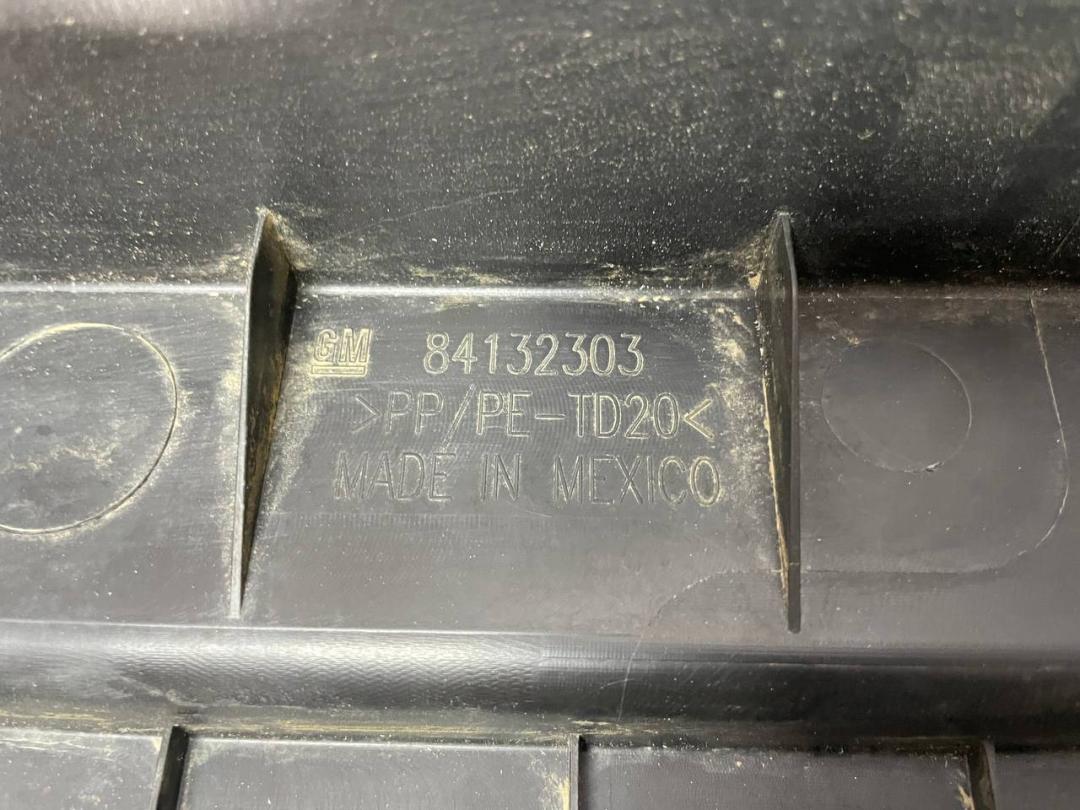 GM 84132303
>PP/PE-TD20<
MADE IN MEXICO